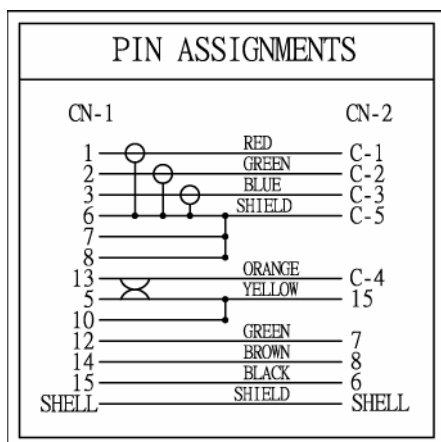 PIN ASSIGNMENTS
CN-1 CN-2
1 RED C-1
2 GREEN C-2
3 BLUE C-3
6 SHIELD C-5
7
8
13 ORANGE C-4
5 YELLOW 15
10
12 GREEN 7
14 BROWN 8
15 BLACK 6
SHELL SHIELD SHELL